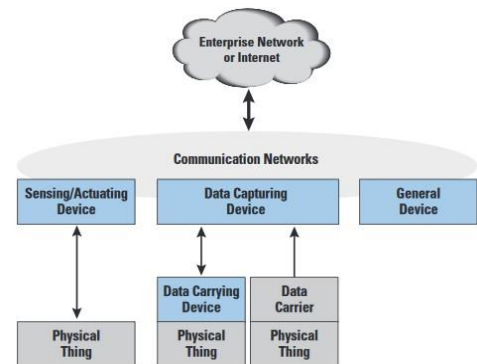 Enterprise Network
or Internet
Communication Networks
Sensing/Actuating
Device
Data Capturing
Device
General
Device
Data Carrying
Device
Data
Carrier
Physical
Thing
Physical
Thing
Physical
Thing